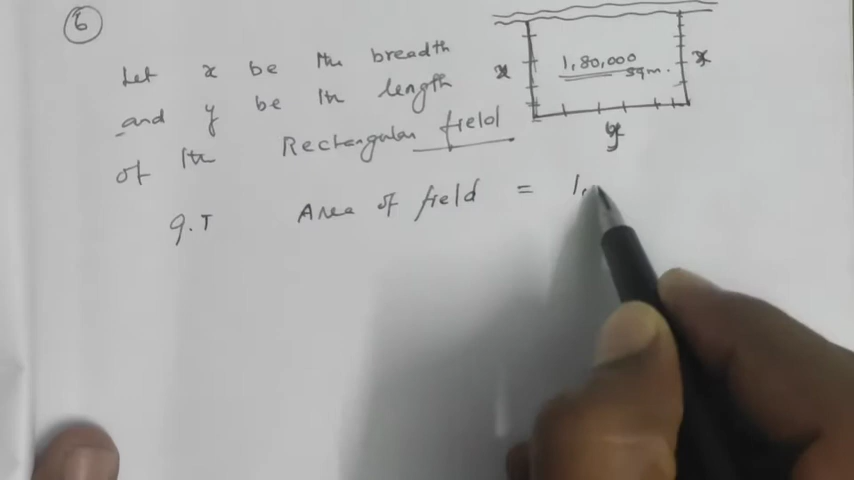 6
Let x be the breadth
and y be the length
of the Rectangular field
x
1,80,000
sqm.
x
y
g.T Area of field = 1,